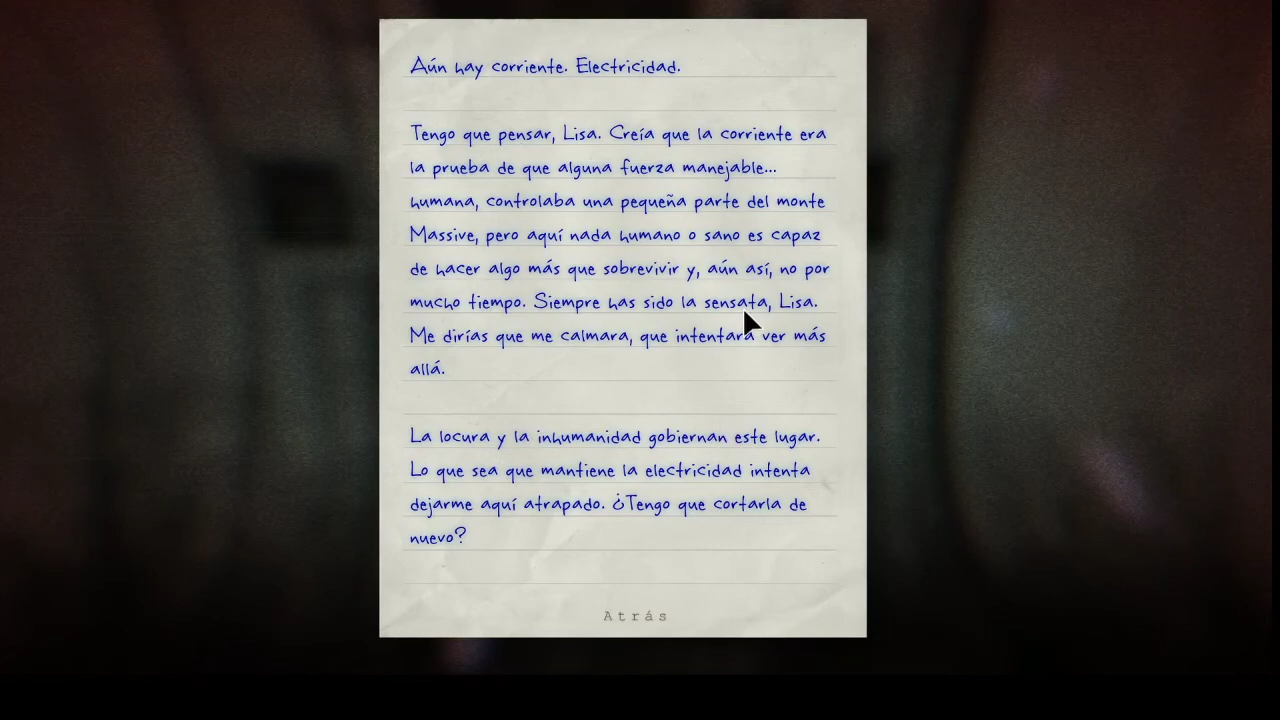 Aún hay corriente. Electricidad.
Tengo que pensar, Lisa. Creía que la corriente era
la prueba de que alguna fuerza manejable...
humana, controlaba una pequeña parte del monte
Massive, pero aquí nada humano o sano es capaz
de hacer algo más que sobrevivir y, aún así, no por
mucho tiempo. Siempre has sido la sensata, Lisa.
Me dirías que me calmara, que intentara ver más
allá.
La locura y la inhumanidad gobiernan este lugar.
Lo que sea que mantiene la electricidad intenta
dejarme aquí atrapado. ¿Tengo que cortarla de
nuevo?
Atrás